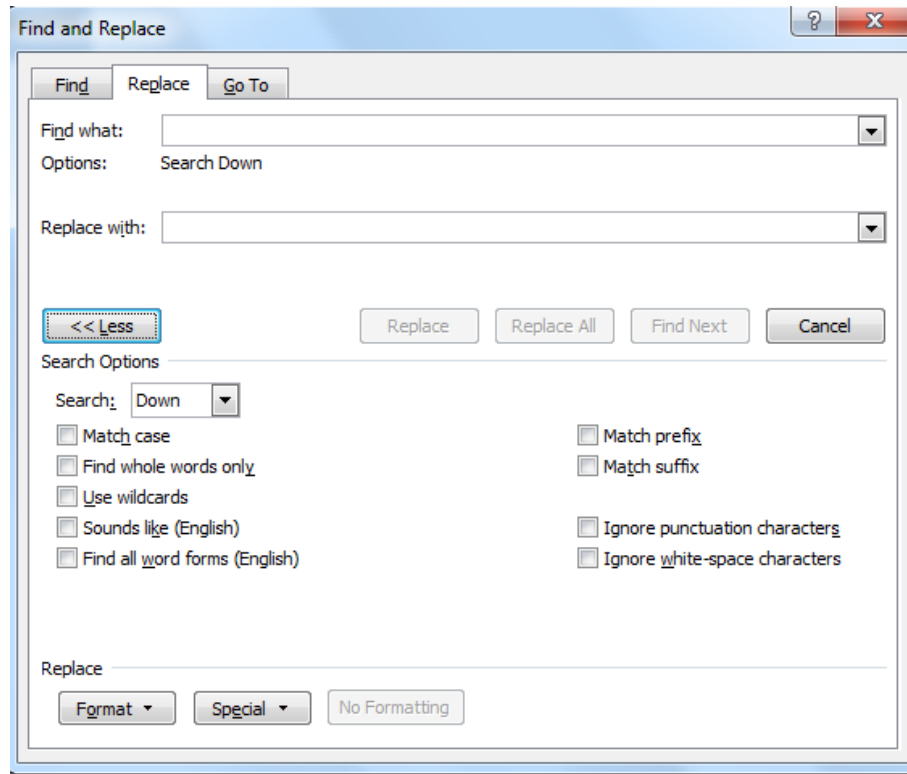 Find and Replace
Find Replace Go To
Find what:
Options: Search Down
Replace with:
<< Less Replace Replace All Find Next Cancel
Search Options
Search: Down
Match case Match prefix
Find whole words only Match suffix
Use wildcards
Sounds like (English) Ignore punctuation characters
Find all word forms (English) Ignore white-space characters
Replace
Format Special No Formatting